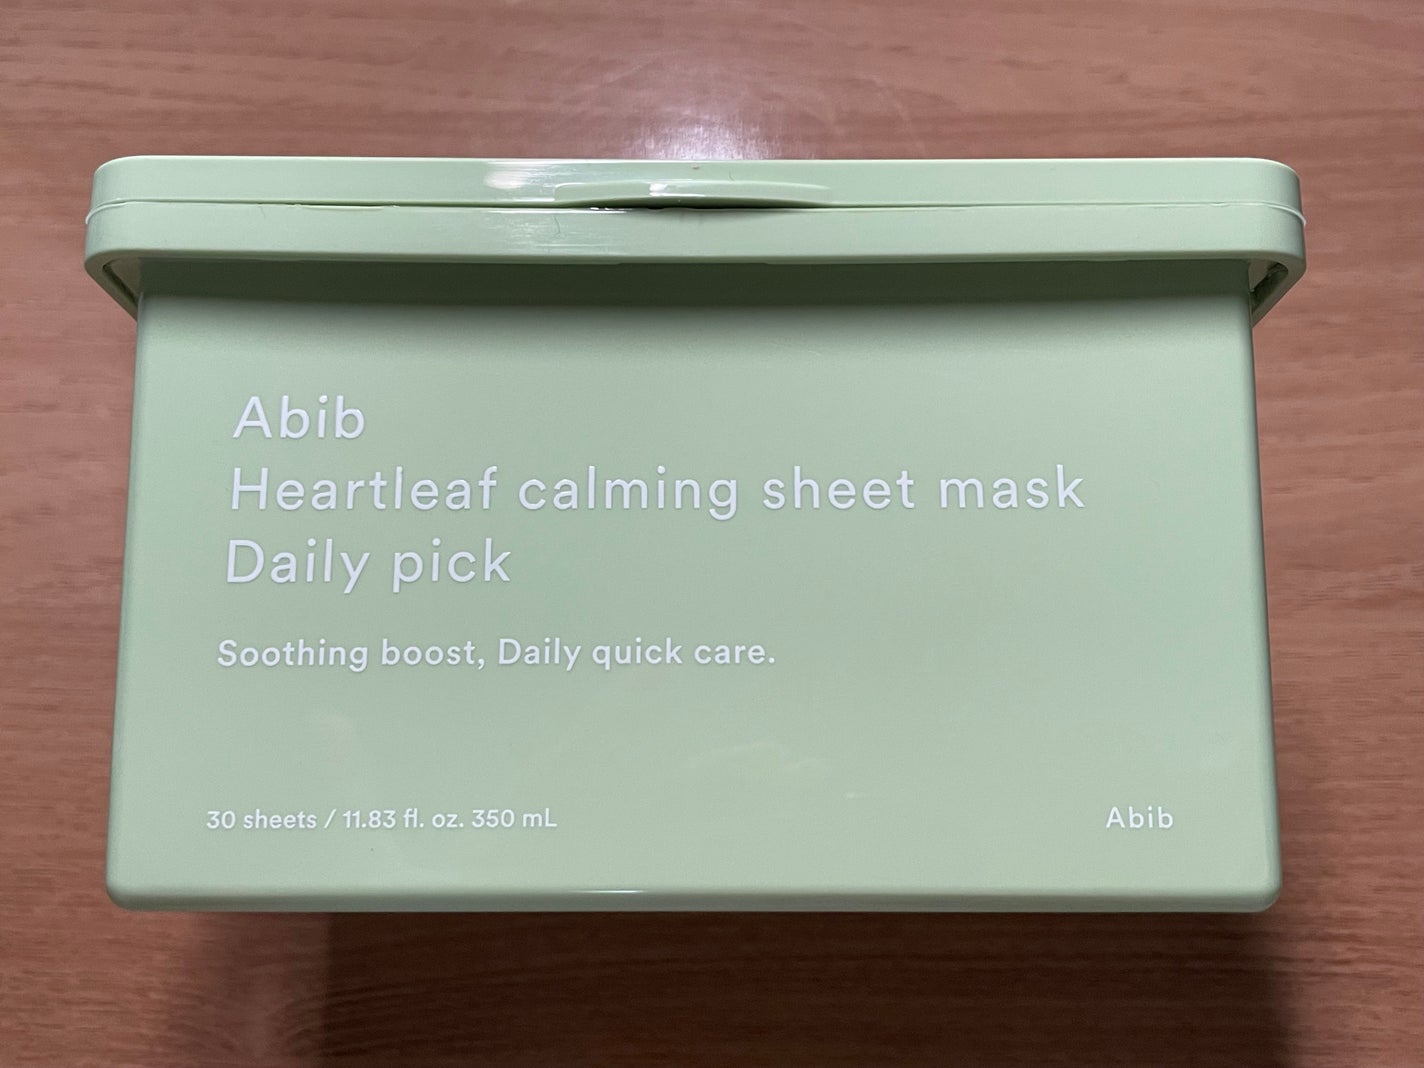 Abib
Heartleaf calming sheet mask
Daily pick
Soothing boost, Daily quick care.
30 sheets / 11.83 fl. oz. 350 mL
Abib